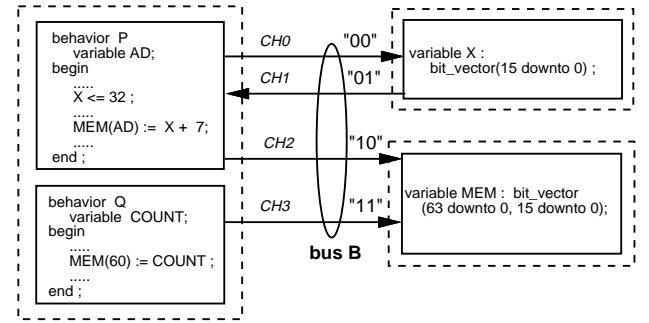 behavior P
variable AD;
begin
.....
X <= 32 ;
.....
MEM(AD) := X + 7;
.....
end ;
behavior Q
variable COUNT;
begin
.....
MEM(60) := COUNT ;
.....
end ;
CH0 "00"
CH1 "01"
CH2 "10"
CH3 "11"
bus B
variable X :
bit_vector(15 downto 0) ;
variable MEM : bit_vector
(63 downto 0, 15 downto 0);